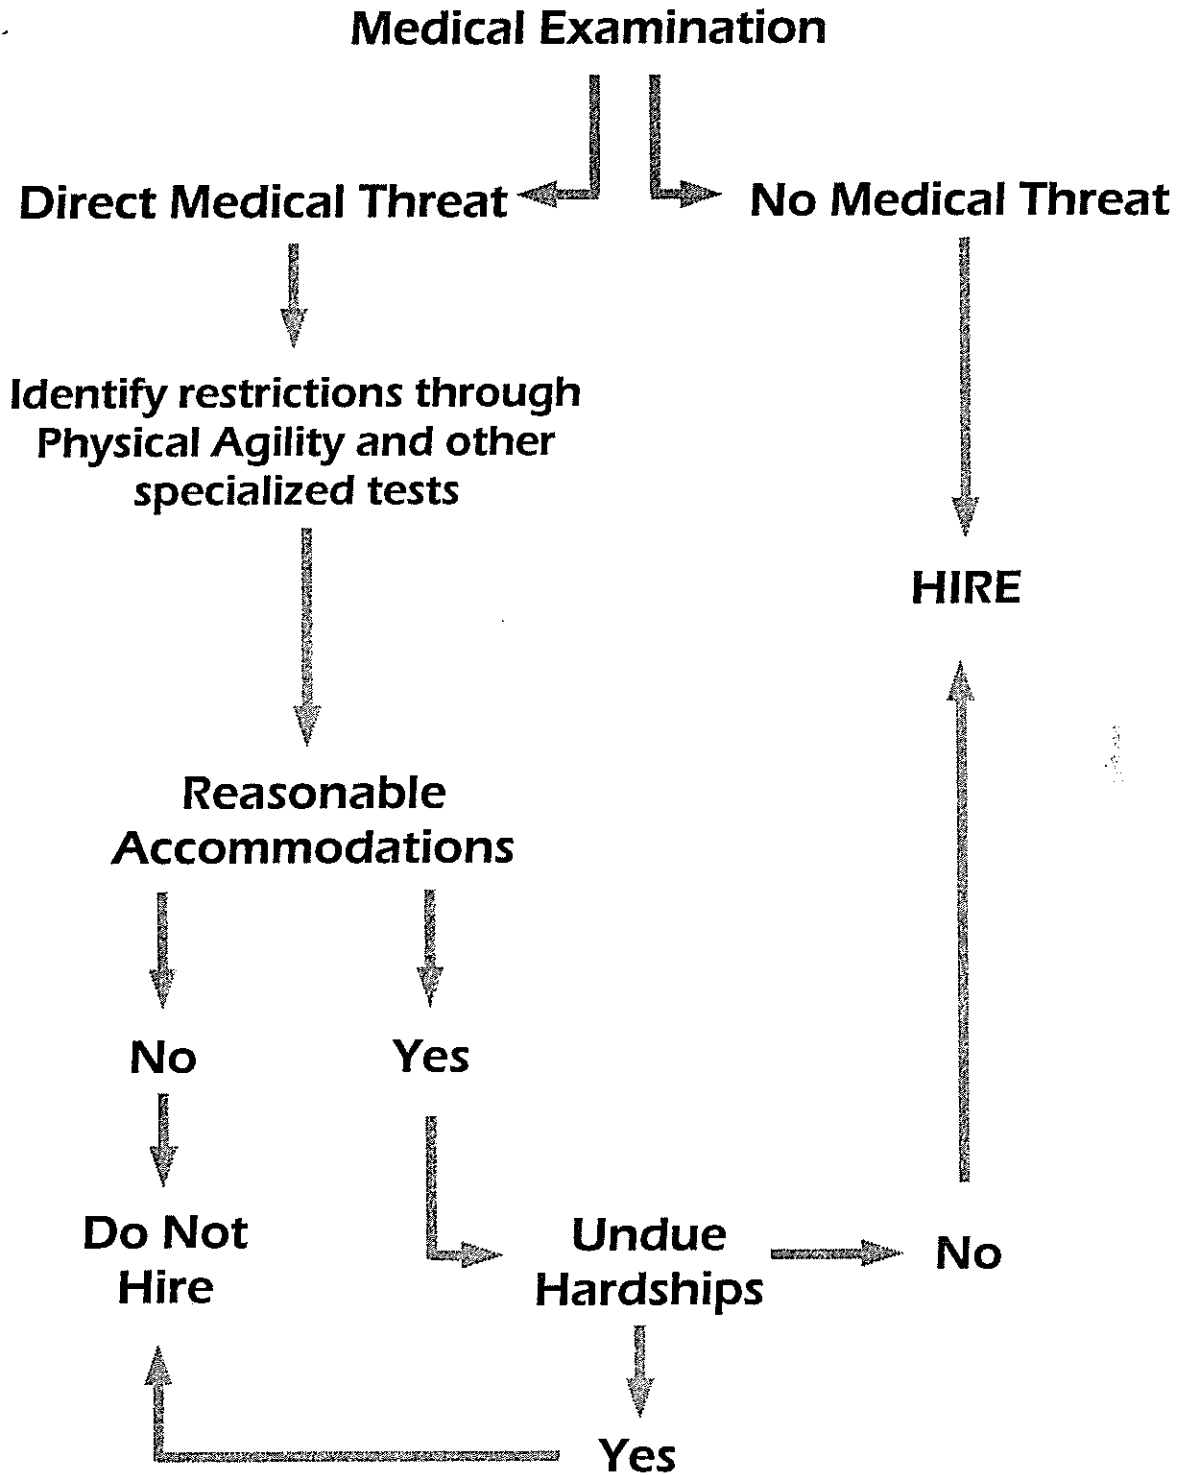 Medical Examination
Direct Medical Threat
No Medical Threat
Identify restrictions through
Physical Agility and other
specialized tests
HIRE
Reasonable
Accommodations
No
Yes
Do Not
Hire
Undue
Hardships
No
Yes